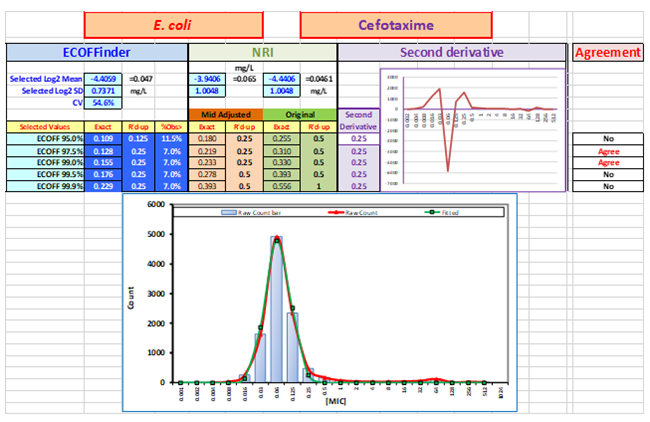 E. coli Cefotaxime
ECOFFinder NRI Second derivative Agreement
mg/L
Selected Log2 Mean -4.4059 =0.047 -3.9406 =0.065 -4.4406 =0.0461
Selected Log2 SD 0.7371 mg/L 1.0048 1.0048 mg/L
CV 54.6%
Mid Adjusted Original Second
Selected Values Exact R'd-up %Obs> Exact R'd-up Exact R'd-up Derivative
ECOFF 95.0% 0.109 0.125 11.5% 0.180 0.25 0.255 0.5 0.25 No
ECOFF 97.5% 0.128 0.25 7.0% 0.219 0.25 0.310 0.5 0.25 Agree
ECOFF 99.0% 0.155 0.25 7.0% 0.233 0.25 0.330 0.5 0.25 Agree
ECOFF 99.5% 0.176 0.25 7.0% 0.278 0.5 0.393 0.5 0.25 No
ECOFF 99.9% 0.229 0.25 7.0% 0.393 0.5 0.556 1 0.25 No
Raw Count bar Raw Count Fitted
6000
5000
4000
3000
2000
1000
0
Count
0.001 0.002 0.004 0.008 0.016 0.03 0.06 0.125 0.25 0.5 1 2 4 8 16 32 64 128 256 512 1024
[MIC]